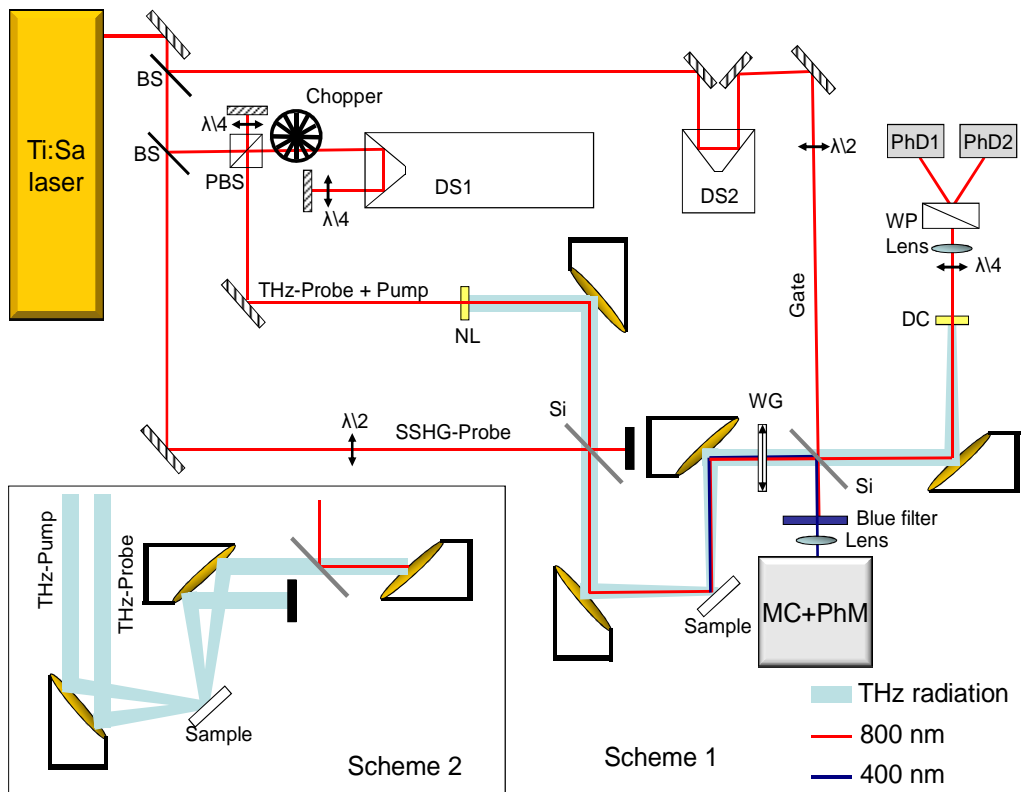 Ti:Sa
laser
BS
BS
λ\4
Chopper
PBS
λ\4
DS1
DS2
λ\2
Gate
PhD1
PhD2
WP
Lens
λ\4
DC
THz-Probe + Pump
NL
λ\2
SSHG-Probe
Si
WG
Si
Blue filter
Lens
MC+PhM
Sample
THz-Pump
THz-Probe
Sample
Scheme 2
Scheme 1
THz radiation
800 nm
400 nm